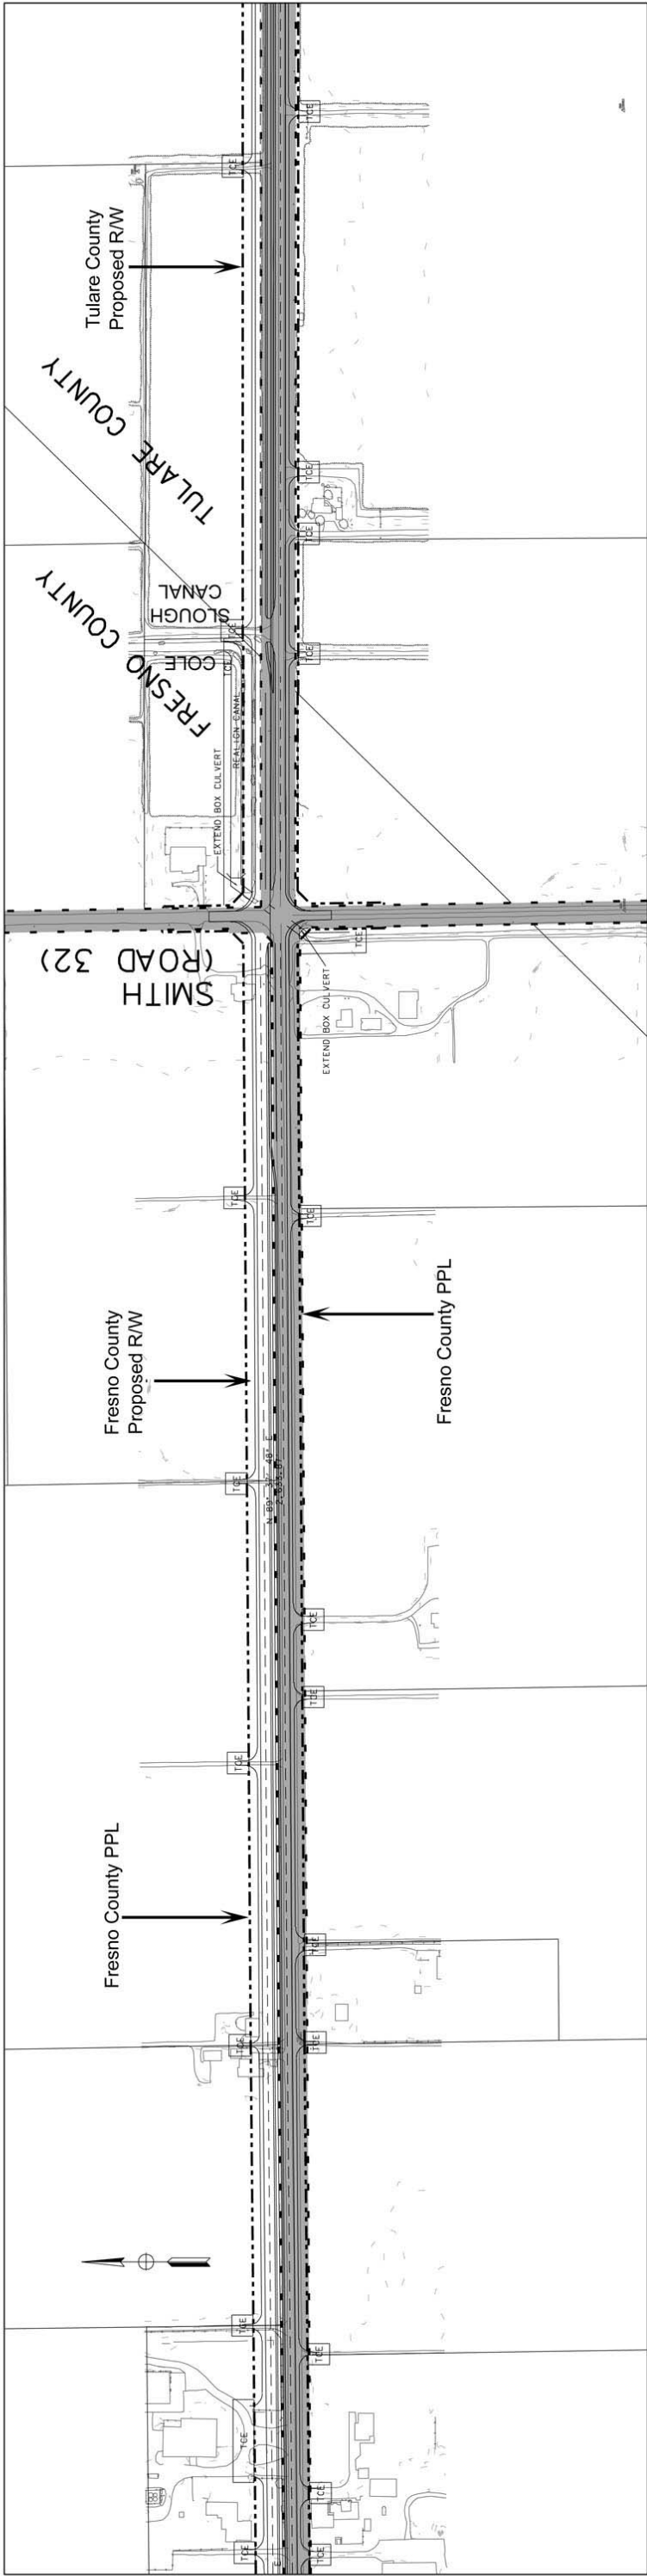 TCE
TCE
Tulare County
Proposed R/W
TULARE COUNTY
TCE
TCE
FRESNO COUNTY
COLE
SLOUGH
CANAL
TCE
TCE
TCE
REALIGN CANAL
EXTEND BOX CULVERT
SMITH
(ROAD 32)
TCE
EXTEND BOX CULVERT
TCE
TCE
Fresno County
Proposed R/W
Fresno County PPL
TCE
TCE
TCE
TCE
Fresno County PPL
TCE
TCE
TCE
TCE
TCE
TCE
TCE
TCE
TCE